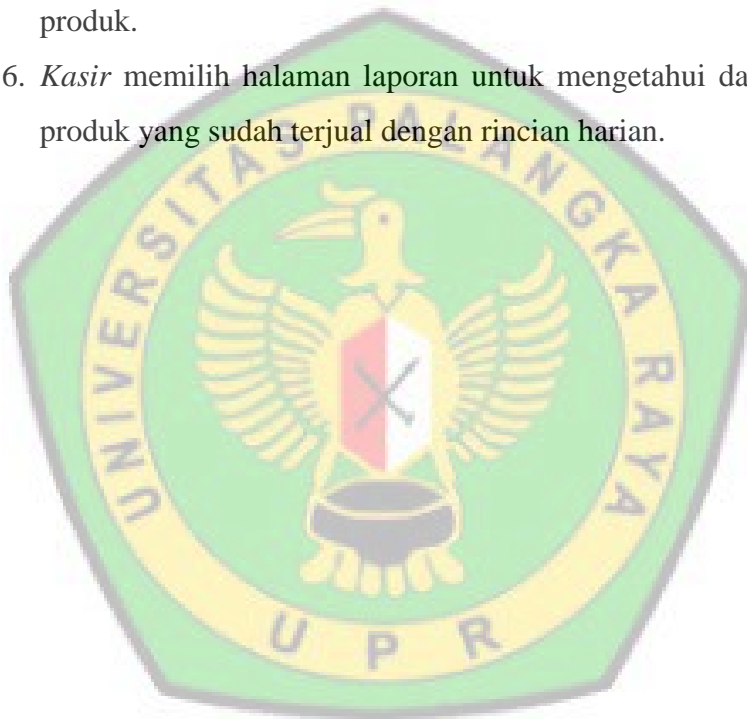 produk.
6. Kasir memilih halaman laporan untuk mengetahui da
produk yang sudah terjual dengan rincian harian.
UNIVERSITAS PALANGKA RAYA
UPR